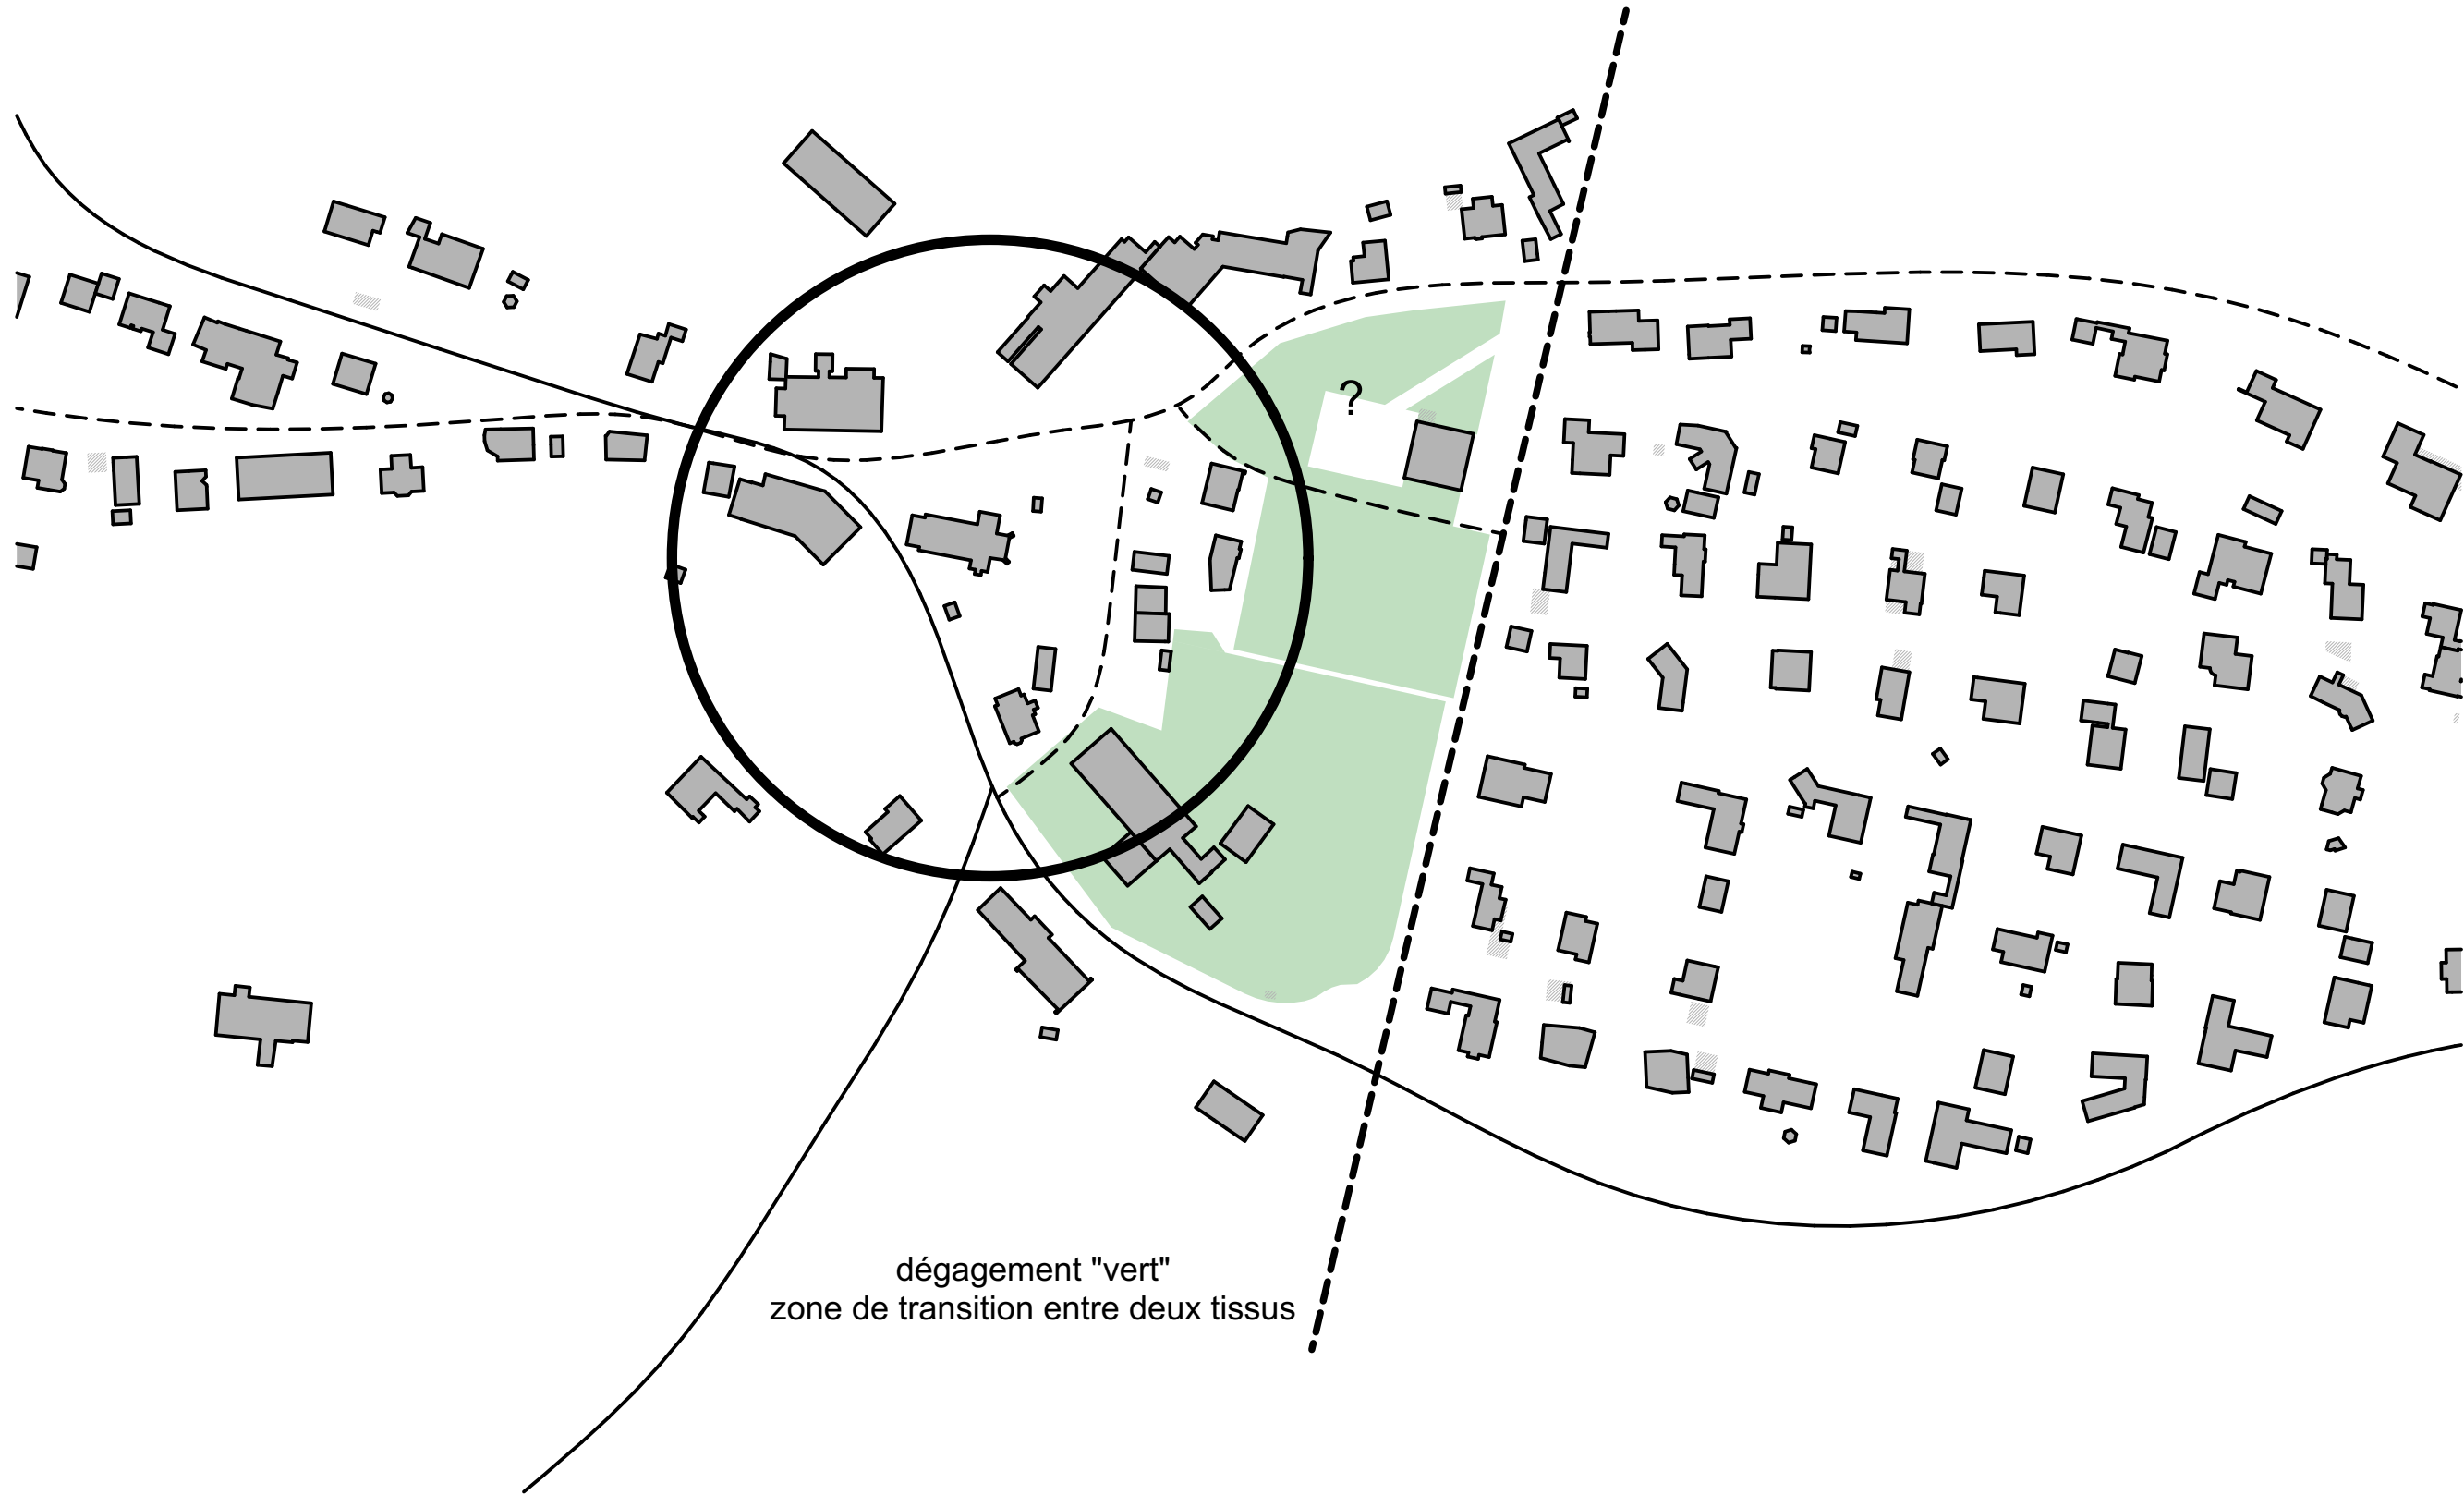 ?
dégagement "vert"
zone de transition entre deux tissus